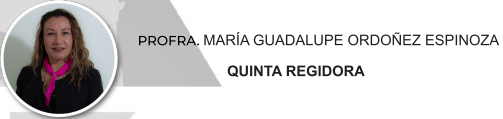 PROFRA. MARÍA GUADALUPE ORDOÑEZ ESPINOZA
QUINTA REGIDORA